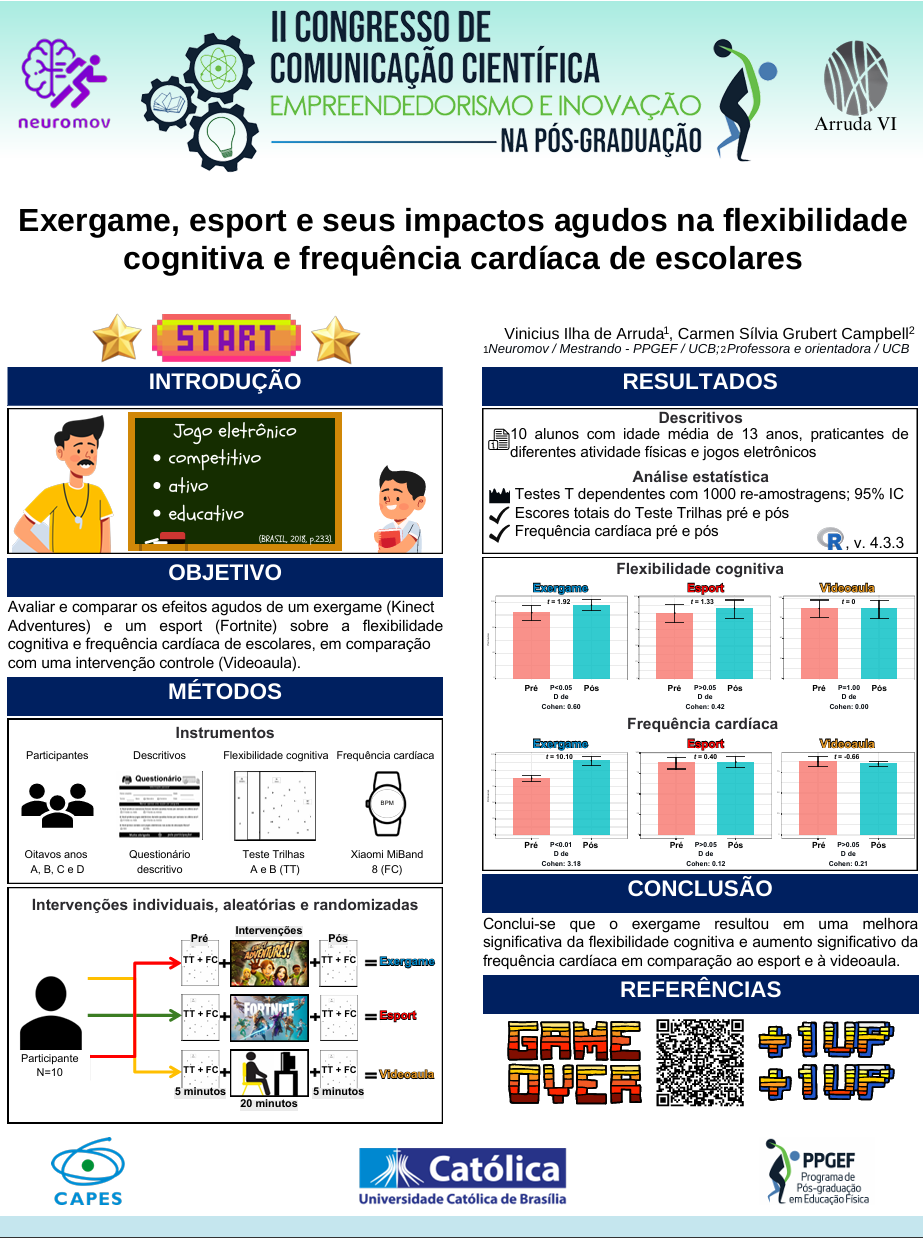 II CONGRESSO DE
COMUNICAÇÃO CIENTÍFICA
EMPREENDEDORISMO E INOVAÇÃO
NA PÓS-GRADUAÇÃO
neuromov
Arruda VI
Exergame, esport e seus impactos agudos na flexibilidade
cognitiva e frequência cardíaca de escolares
START
Vinicius Ilha de Arruda1, Carmen Sílvia Grubert Campbell2
1Neuromov / Mestrando - PPGEF / UCB;2Professora e orientadora / UCB
INTRODUÇÃO
Jogo eletrônico
• competitivo
• ativo
• educativo
(BRASIL, 2018, p.233).
OBJETIVO
Avaliar e comparar os efeitos agudos de um exergame (Kinect
Adventures) e um esport (Fortnite) sobre a flexibilidade
cognitiva e frequência cardíaca de escolares, em comparação
com uma intervenção controle (Videoaula).
MÉTODOS
Instrumentos
Participantes Descritivos Flexibilidade cognitiva Frequência cardíaca
Questionário
BPM
Oitavos anos Questionário Teste Trilhas Xiaomi MiBand
A, B, C e D descritivo A e B (TT) 8 (FC)
Intervenções individuais, aleatórias e randomizadas
Pré Intervenções Pós
TT + FC + ADVENTURES! + TT + FC = Exergame
TT + FC + FORTNITE + TT + FC = Esport
Participante
N=10
TT + FC + + TT + FC = Videoaula
5 minutos 20 minutos 5 minutos
RESULTADOS
Descritivos
10 alunos com idade média de 13 anos, praticantes de
diferentes atividade físicas e jogos eletrônicos
Análise estatística
Testes T dependentes com 1000 re-amostragens; 95% IC
Escores totais do Teste Trilhas pré e pós
Frequência cardíaca pré e pós
R , v. 4.3.3
Flexibilidade cognitiva
Exergame Esport Videoaula
t = 1.92 t = 1.33 t = 0
Pré P<0.05 Pós Pré P>0.05 Pós Pré P=1.00 Pós
D de D de D de
Cohen: 0.60 Cohen: 0.42 Cohen: 0.00
Frequência cardíaca
Exergame Esport Videoaula
t = 10.10 t = 0.40 t = -0.66
Pré P<0.01 Pós Pré P>0.05 Pós Pré P>0.05 Pós
D de D de D de
Cohen: 3.18 Cohen: 0.12 Cohen: 0.21
CONCLUSÃO
Conclui-se que o exergame resultou em uma melhora
significativa da flexibilidade cognitiva e aumento significativo da
frequência cardíaca em comparação ao esport e à videoaula.
REFERÊNCIAS
GAME +1UP
OVER +1UP
CAPES
Católica
Universidade Católica de Brasília
PPGEF
Programa de
Pós-graduação
em Educação Física